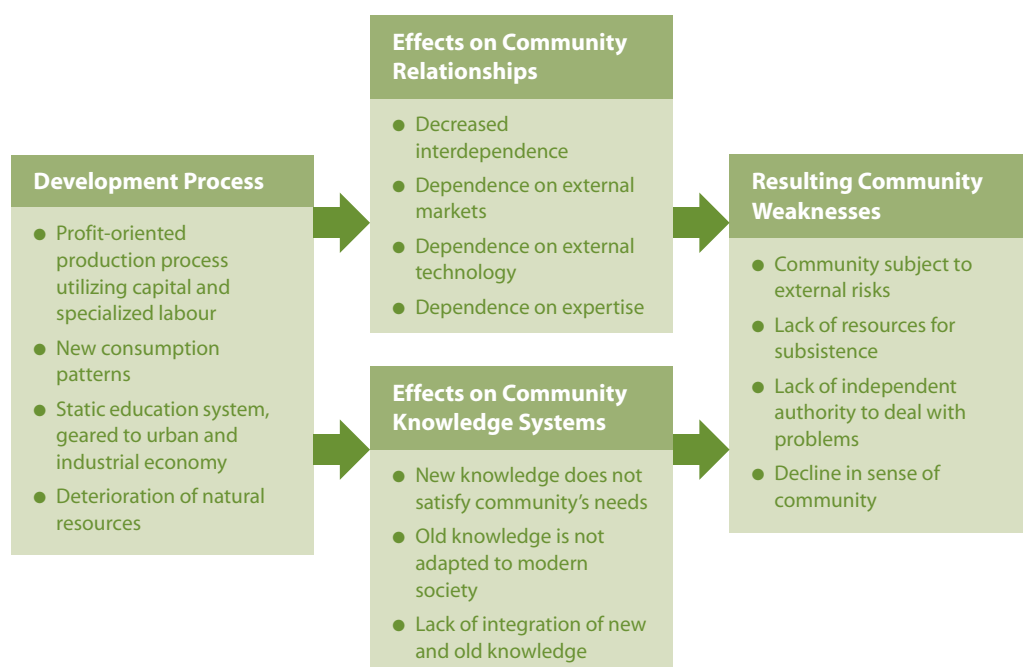 Development Process
● Profit-oriented
production process
utilizing capital and
specialized labour
● New consumption
patterns
● Static education system,
geared to urban and
industrial economy
● Deterioration of natural
resources
Effects on Community
Relationships
● Decreased
interdependence
● Dependence on external
markets
● Dependence on external
technology
● Dependence on expertise
Effects on Community
Knowledge Systems
● New knowledge does not
satisfy community’s needs
● Old knowledge is not
adapted to modern
society
● Lack of integration of new
and old knowledge
Resulting Community
Weaknesses
● Community subject to
external risks
● Lack of resources for
subsistence
● Lack of independent
authority to deal with
problems
● Decline in sense of
community